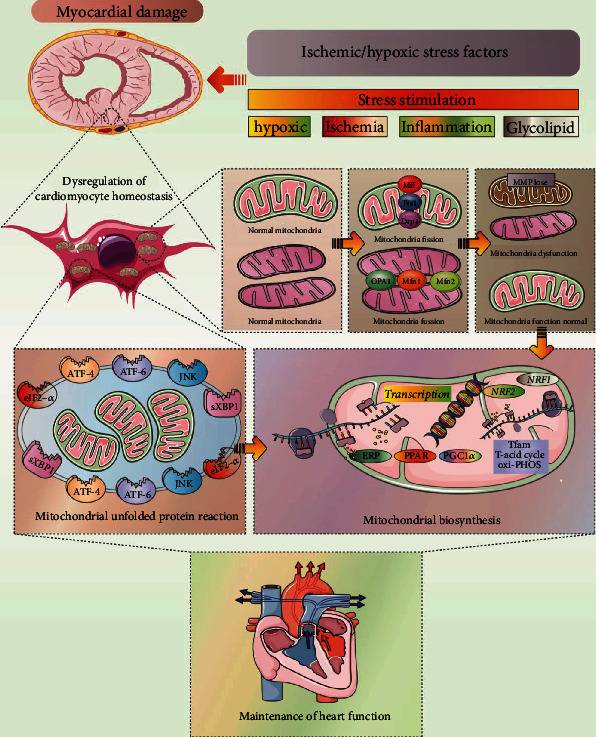 Myocardial damage
Ischemic/hypoxic stress factors
Stress stimulation
hypoxic
Ischemia
Inflammation
Glycolipid
Dysregulation of
cardiomyocyte homeostasis
Normal mitochondria
Normal mitochondria
Mff
Fis1
Drp1
Mitochondria fission
OPA1
Mfn1
Mfn2
Mitochondria fussion
MMP lose
Mitochondria dysfunction
Mitochondria function normal
eIF2-α
ATF-4
ATF-6
JNK
sXBP1
sXBP1
ATF-4
ATF-6
JNK
eIF2-α
Mitochondrial unfolded protein reaction
Transcription
NRF2
NRF1
ERP
PPAR
PGC1α
Tfam
T-acid cycle
oxi-PHOS
Mitochondrial biosynthesis
Maintenance of heart function